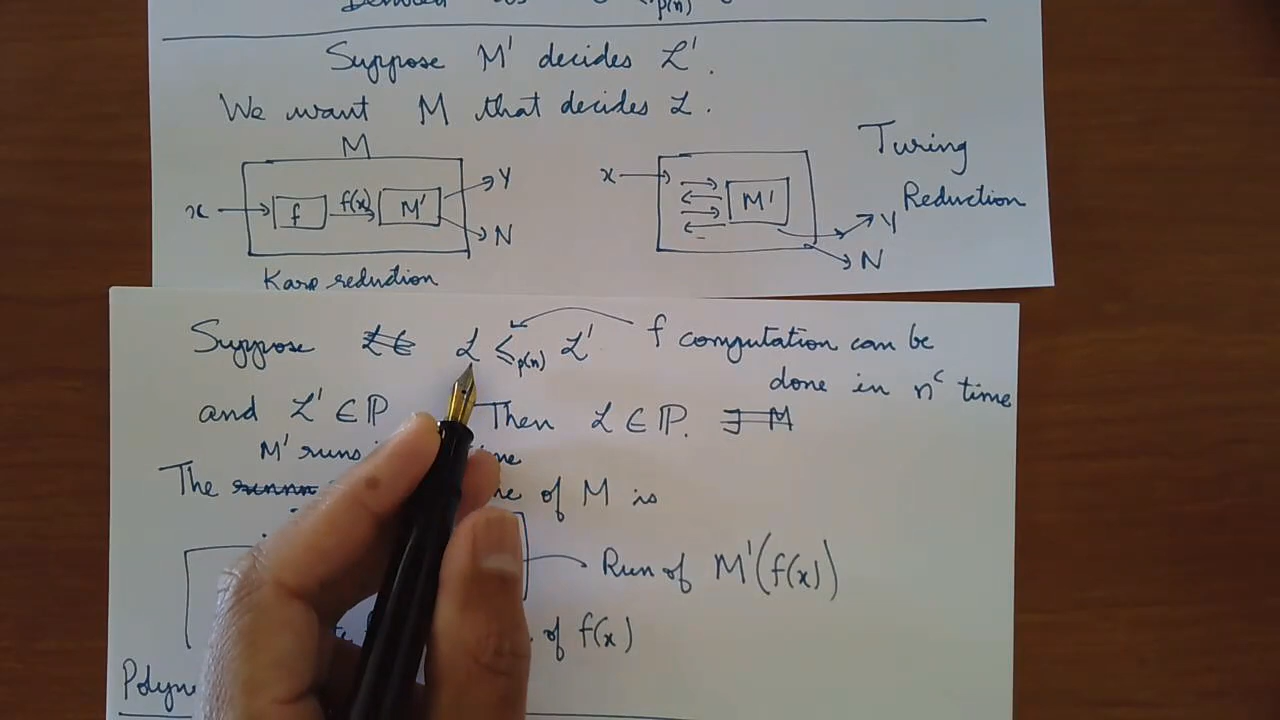 p(n)
Suppose M' decides L'.
We want M that decides L.
M
x f f(x) M' Y N
Karp reduction
x M' Y N
Turing
Reduction
Suppose L ≤p(n) L' f computation can be
done in n^c time
and L' ∈ ℙ Then L ∈ ℙ. ∃ M
M' runs
The of M is
Run of M'(f(x))
of f(x)